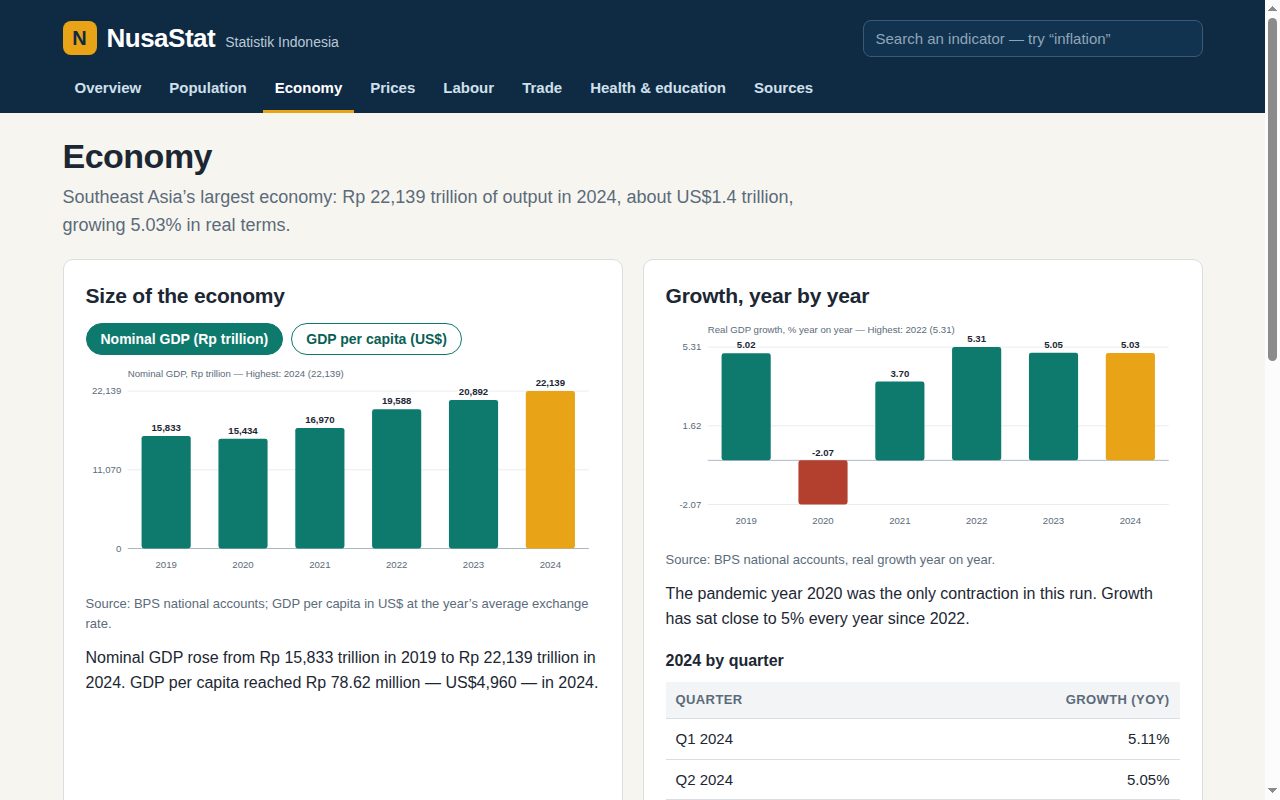 N NusaStat Statistik Indonesia
Search an indicator — try “inflation”
Overview Population Economy Prices Labour Trade Health & education Sources
Economy
Southeast Asia’s largest economy: Rp 22,139 trillion of output in 2024, about US$1.4 trillion,
growing 5.03% in real terms.
Size of the economy
Nominal GDP (Rp trillion) GDP per capita (US$)
Nominal GDP, Rp trillion — Highest: 2024 (22,139)
22,139
11,070
0
15,833 15,434 16,970 19,588 20,892 22,139
2019 2020 2021 2022 2023 2024
Source: BPS national accounts; GDP per capita in US$ at the year’s average exchange
rate.
Nominal GDP rose from Rp 15,833 trillion in 2019 to Rp 22,139 trillion in
2024. GDP per capita reached Rp 78.62 million — US$4,960 — in 2024.
Growth, year by year
Real GDP growth, % year on year — Highest: 2022 (5.31)
5.31
1.62
-2.07
5.02 -2.07 3.70 5.31 5.05 5.03
2019 2020 2021 2022 2023 2024
Source: BPS national accounts, real growth year on year.
The pandemic year 2020 was the only contraction in this run. Growth
has sat close to 5% every year since 2022.
2024 by quarter
QUARTER GROWTH (YOY)
Q1 2024 5.11%
Q2 2024 5.05%